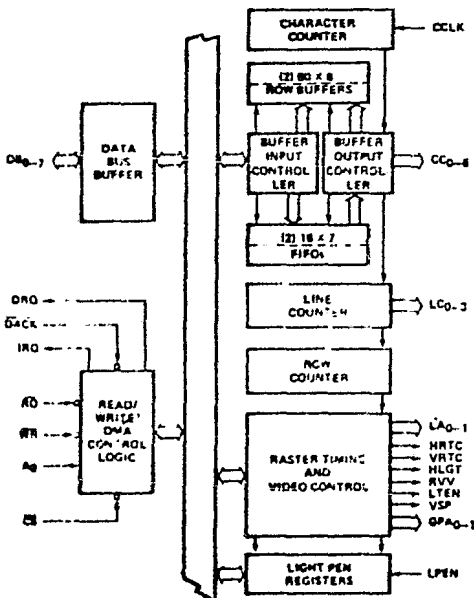 CHARACTER
COUNTER
CCLK
(2) 80 X 8
ROW BUFFERS
DATA
BUS
BUFFER
DB0-7
BUFFER
INPUT
CONTROL
LER
BUFFER
OUTPUT
CONTROL
LER
CC0-6
(2) 16 X 7
FIFOs
DRQ
DACK
IRQ
LINE
COUNTER
LC0-3
ROW
COUNTER
RD
WR
A0
CS
READ/
WRITE/
DMA
CONTROL
LOGIC
RASTER TIMING
AND
VIDEO CONTROL
LA0-1
HRTC
VRTC
HLGT
RVV
LTEN
VSP
GPA0-1
LIGHT PEN
REGISTERS
LPEN